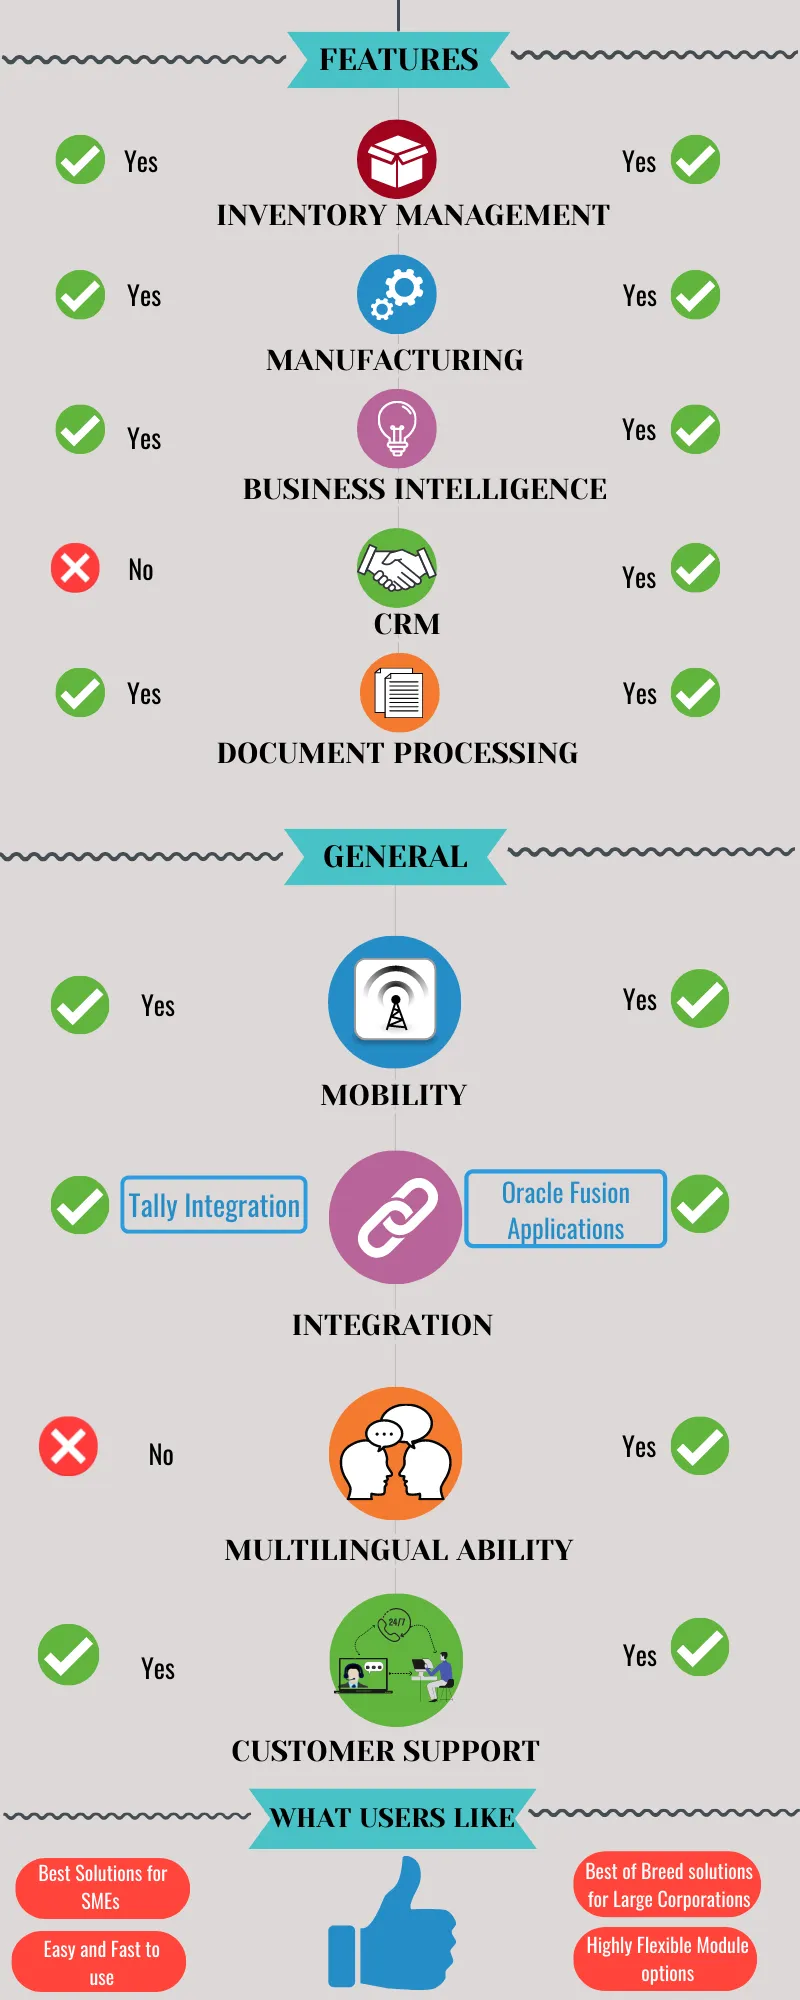 FEATURES
Yes
Yes
INVENTORY MANAGEMENT
Yes
Yes
MANUFACTURING
Yes
Yes
BUSINESS INTELLIGENCE
No
Yes
CRM
Yes
Yes
DOCUMENT PROCESSING
GENERAL
Yes
Yes
MOBILITY
Tally Integration
Oracle Fusion
Applications
INTEGRATION
No
Yes
MULTILINGUAL ABILITY
24/7
Yes
Yes
CUSTOMER SUPPORT
WHAT USERS LIKE
Best Solutions for
SMEs
Best of Breed solutions
for Large Corporations
Easy and Fast to
use
Highly Flexible Module
options